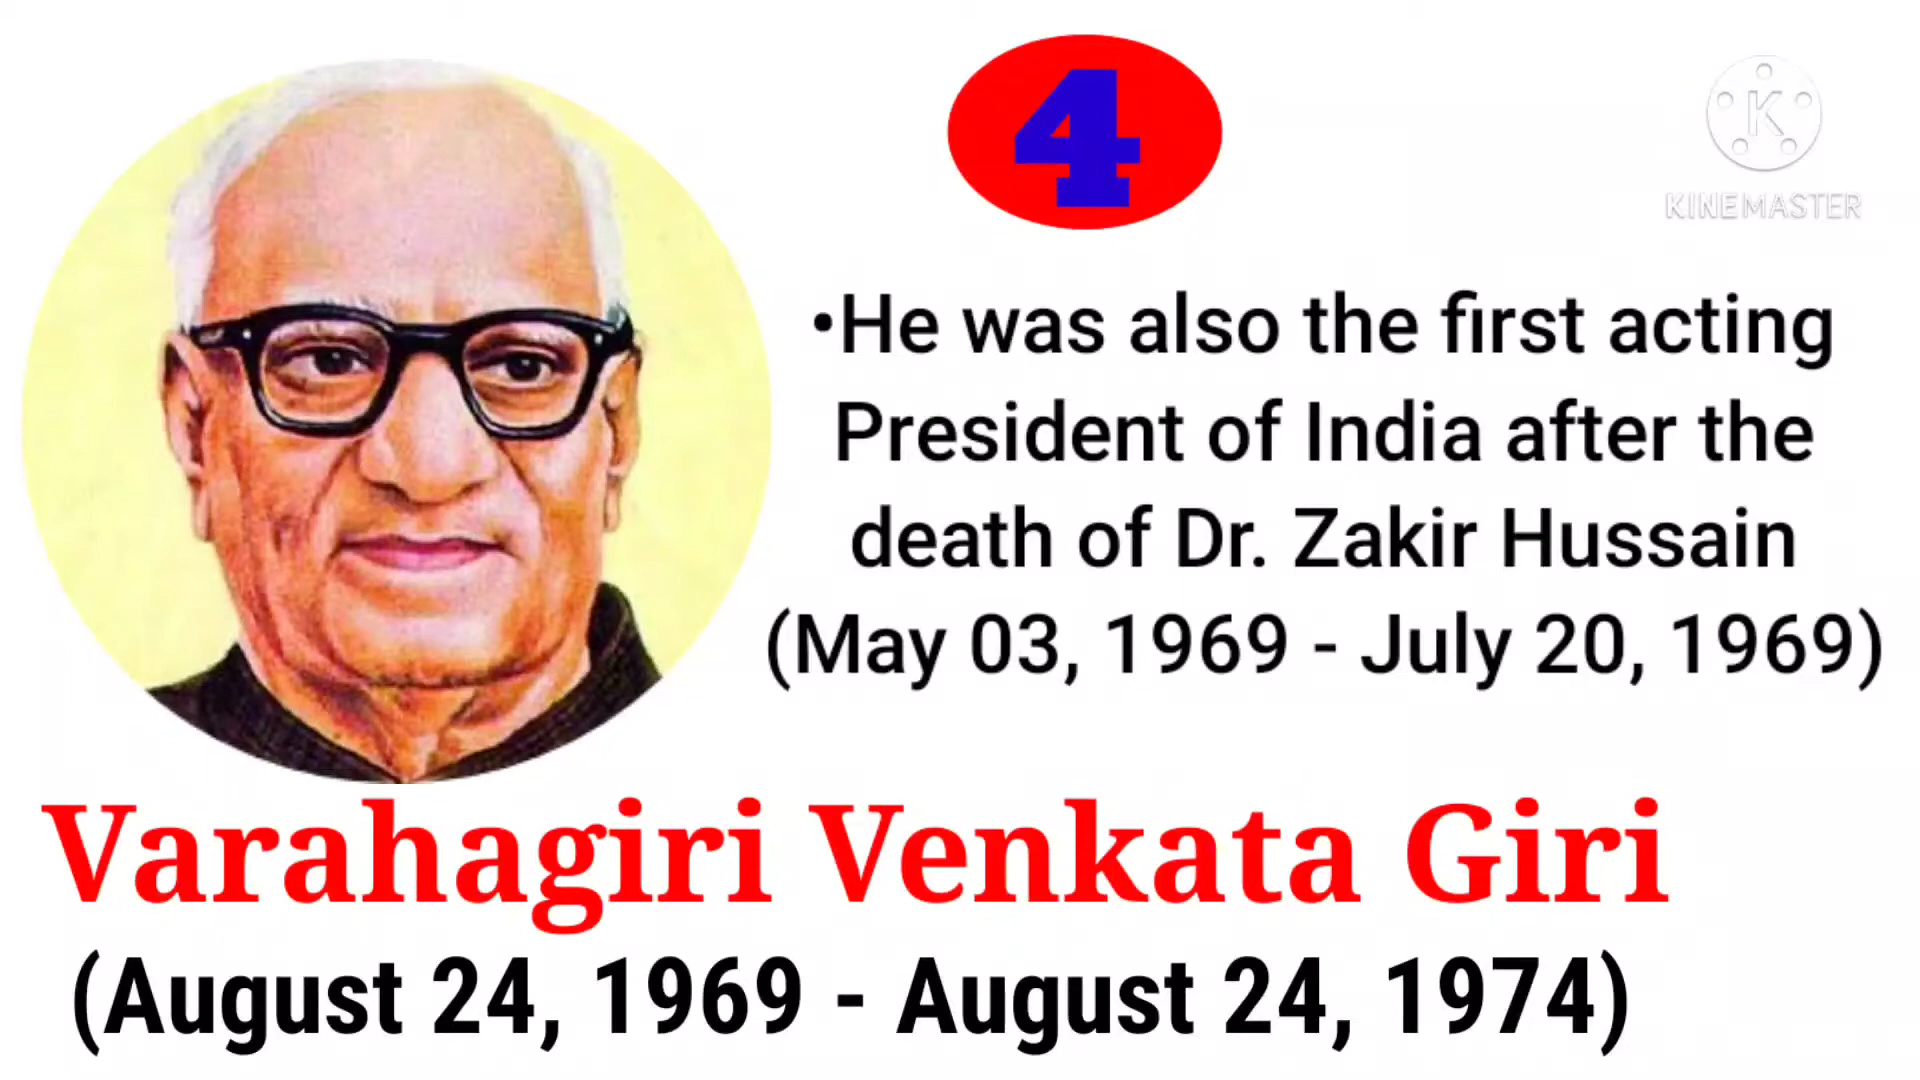 4
KINEMASTER
•He was also the first acting
President of India after the
death of Dr. Zakir Hussain
(May 03, 1969 - July 20, 1969)
Varahagiri Venkata Giri
(August 24, 1969 - August 24, 1974)